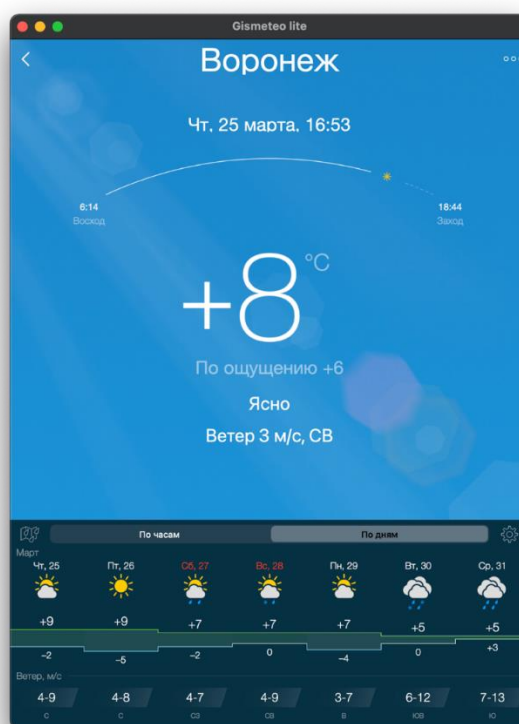 Gismeteo lite
Воронеж
Чт, 25 марта, 16:53
6:14
Восход
18:44
Заход
+8 °C
По ощущению +6
Ясно
Ветер 3 м/с, СВ
По часам По дням
Март
Чт, 25 Пт, 26 Сб, 27 Вс, 28 Пн, 29 Вт, 30 Ср, 31
+9 +9 +7 +7 +7 +5 +5
-2 -5 -2 0 -4 0 +3
Ветер, м/с
4-9 4-8 4-7 4-9 3-7 6-12 7-13
С С СЗ СВ В ЮВ Ю